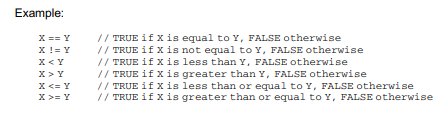 Example:
X == Y // TRUE if X is equal to Y, FALSE otherwise
X != Y // TRUE if X is not equal to Y, FALSE otherwise
X < Y // TRUE if X is less than Y, FALSE otherwise
X > Y // TRUE if X is greater than Y, FALSE otherwise
X <= Y // TRUE if X is less than or equal to Y, FALSE otherwise
X >= Y // TRUE if X is greater than or equal to Y, FALSE otherwise